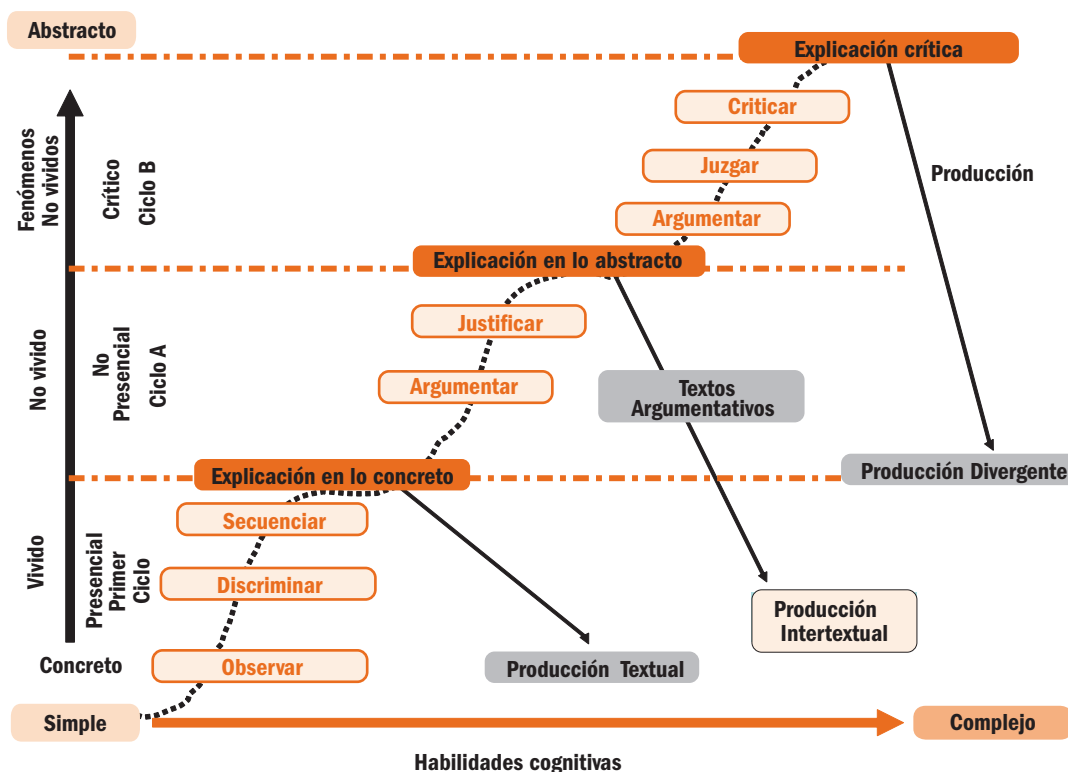 Abstracto
Explicación crítica
Criticar
Juzgar
Producción
Argumentar
Fenómenos
No vividos
Crítico
Ciclo B
Explicación en lo abstracto
Justificar
Argumentar
Textos
Argumentativos
No vivido
No
Presencial
Ciclo A
Explicación en lo concreto
Producción Divergente
Secuenciar
Discriminar
Vivido
Presencial
Primer
Ciclo
Producción
Intertextual
Concreto
Observar
Producción Textual
Simple
Complejo
Habilidades cognitivas